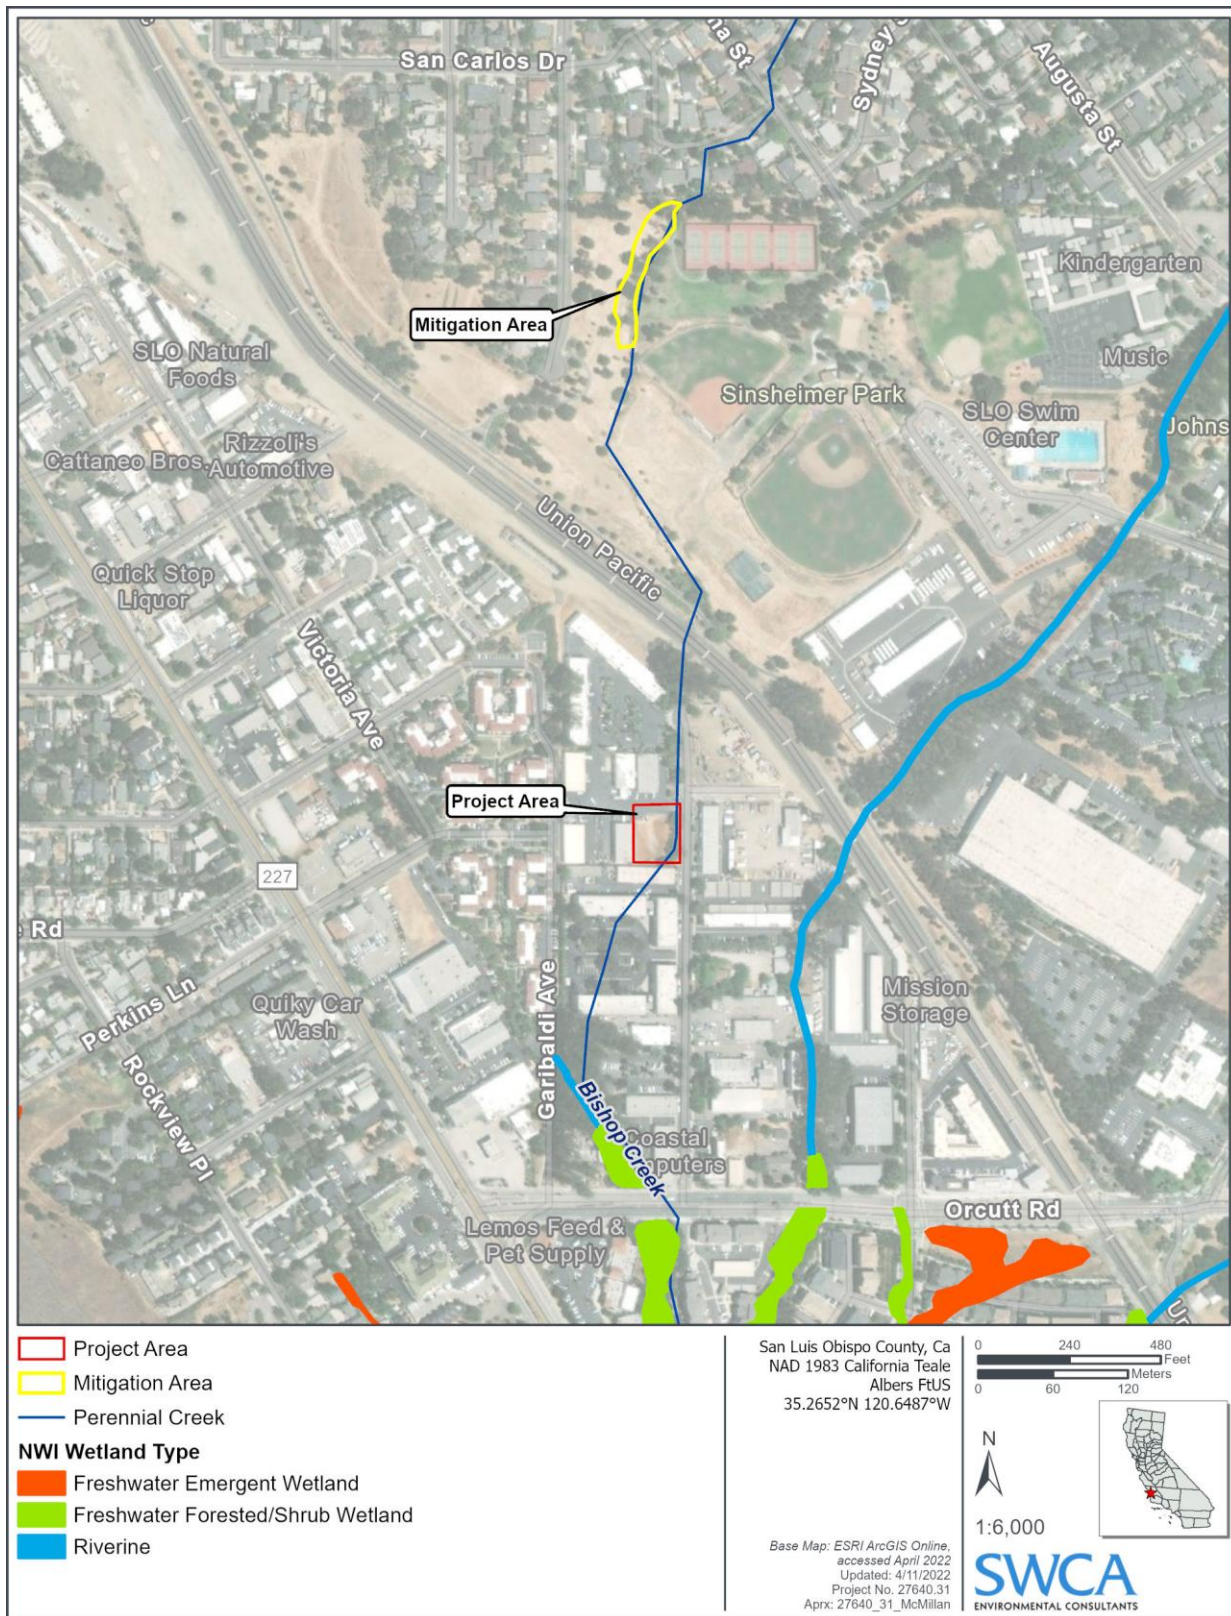 San Carlos Dr
na St
Sydney
Augusta St
Kindergarten
Mitigation Area
SLO Natural
Foods
Music
Sinsheimer Park
SLO Swim
Center
Johns
Rizzoli's
Automotive
Cattaneo Bros.
Union Pacific
Quick Stop
Liquor
Victoria Ave
Project Area
227
e Rd
Perkins Ln
Quiky Car
Wash
Mission
Storage
Garibaldi Ave
Rockview Pl
Bishop Creek
Coastal
mputers
Orcutt Rd
Lemos Feed &
Pet Supply
Un
Project Area
Mitigation Area
Perennial Creek
NWI Wetland Type
Freshwater Emergent Wetland
Freshwater Forested/Shrub Wetland
Riverine
San Luis Obispo County, Ca
NAD 1983 California Teale
Albers FtUS
35.2652°N 120.6487°W
Base Map: ESRI ArcGIS Online,
accessed April 2022
Updated: 4/11/2022
Project No. 27640.31
Aprx: 27640_31_McMillan
0 240 480
Feet
Meters
0 60 120
N
1:6,000
SWCA
ENVIRONMENTAL CONSULTANTS